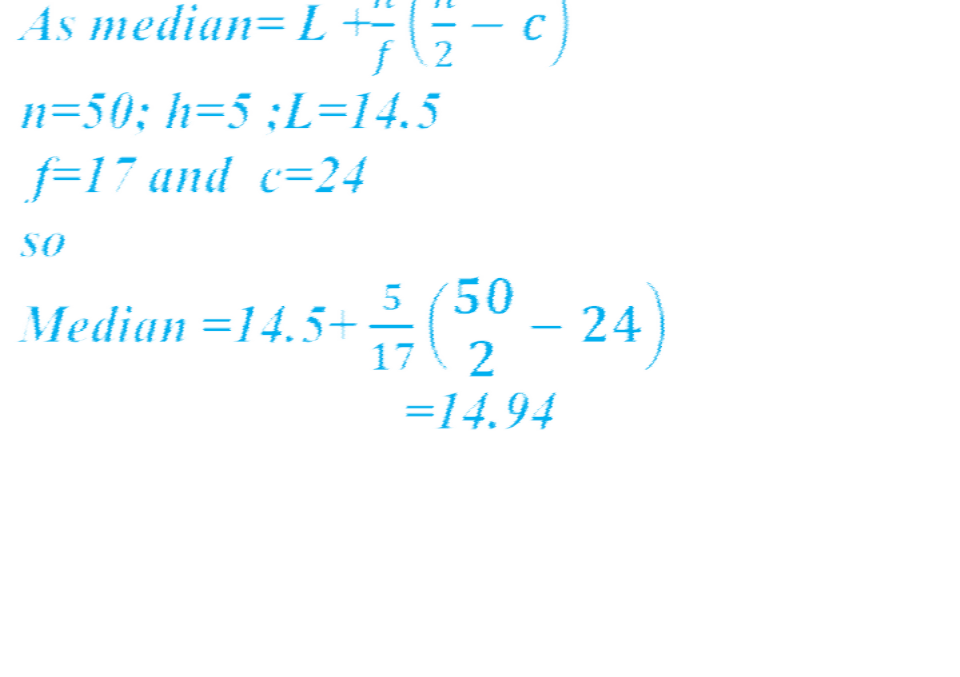 As median= L +h/f (n/2 − c)
n=50; h=5 ;L=14.5
f=17 and c=24
so
Median =14.5+ 5/17 (50/2 − 24)
=14.94